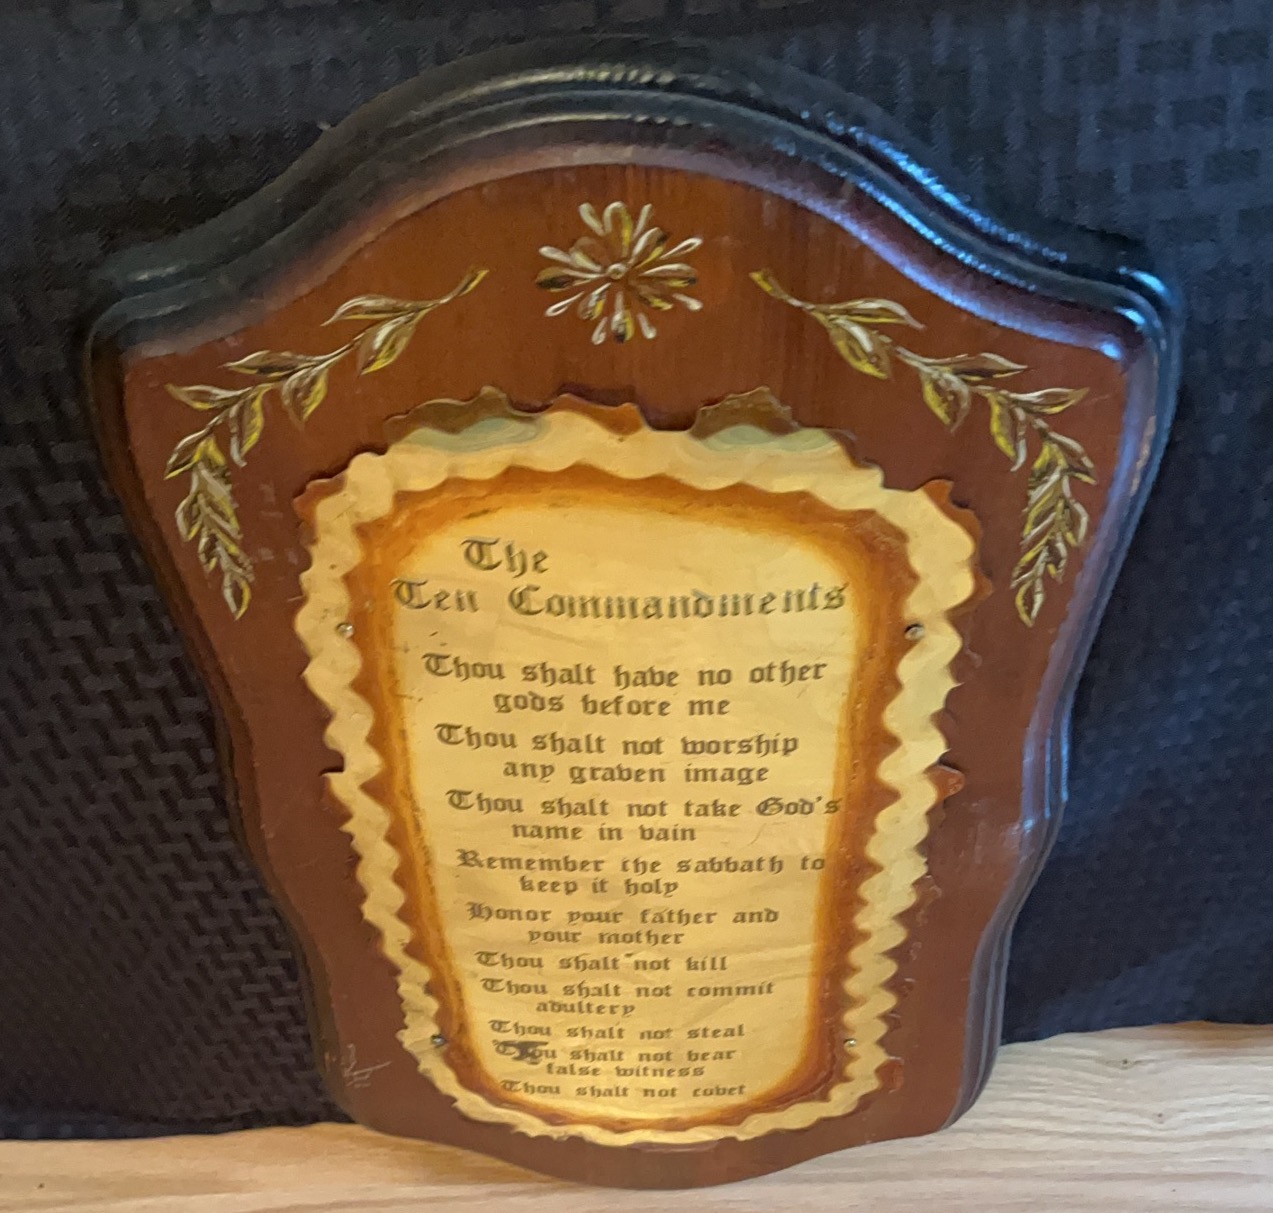 The
Ten Commandments
Thou shalt have no other
gods before me
Thou shalt not worship
any graven image
Thou shalt not take God's
name in vain
Remember the sabbath to
keep it holy
Honor your father and
your mother
Thou shalt not kill
Thou shalt not commit
adultery
Thou shalt not steal
Thou shalt not bear
false witness
Thou shalt not covet